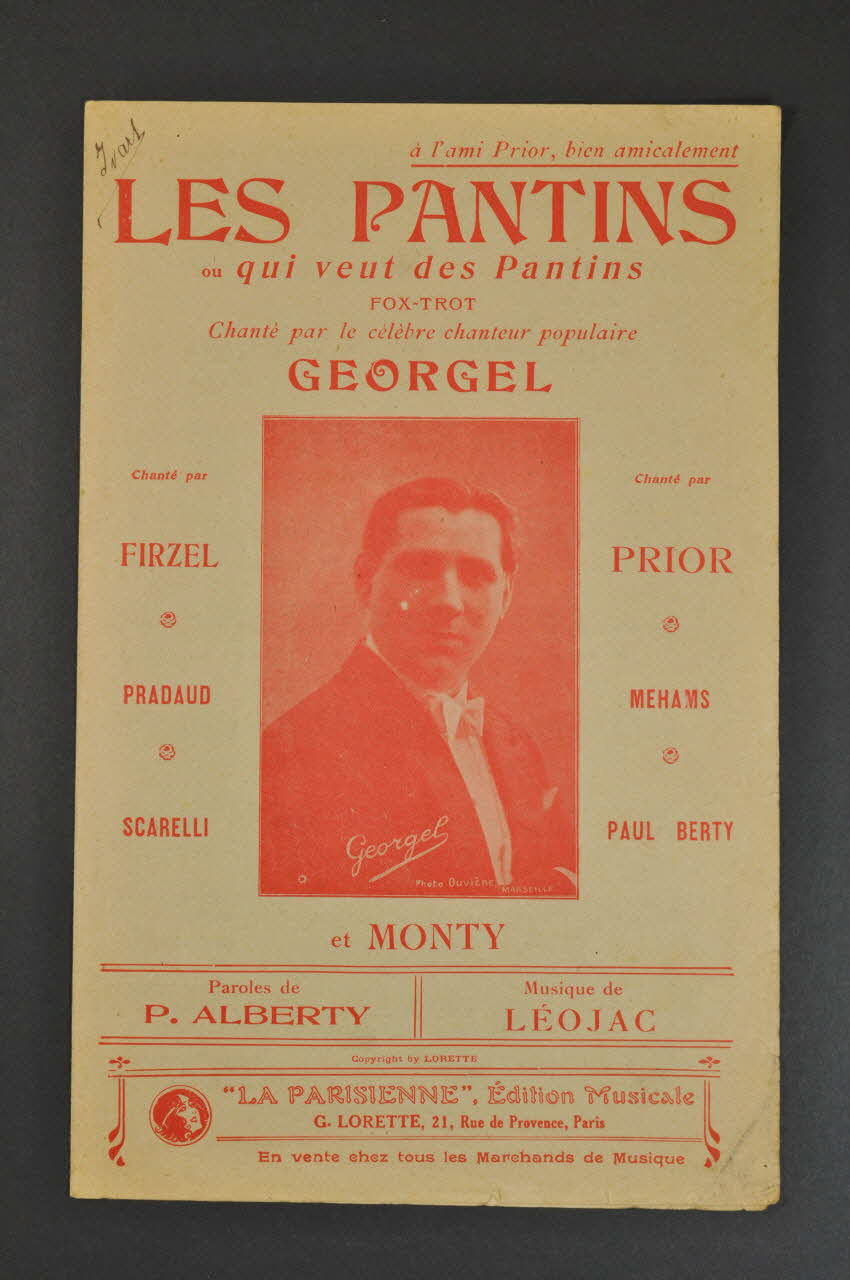 à l'ami Prior, bien amicalement
LES PANTINS
ou qui veut des Pantins
FOX-TROT
Chanté par le célèbre chanteur populaire
GEORGEL
Chanté par
FIRZEL
PRADAUD
SCARELLI
Chanté par
PRIOR
MEHAMS
PAUL BERTY
Georgel
Photo Duvière, MARSEILLE
et MONTY
Paroles de
P. ALBERTY
Musique de
LÉOJAC
Copyright by LORETTE
"LA PARISIENNE", Édition Musicale
G. LORETTE, 21, Rue de Provence, Paris
En vente chez tous les Marchands de Musique